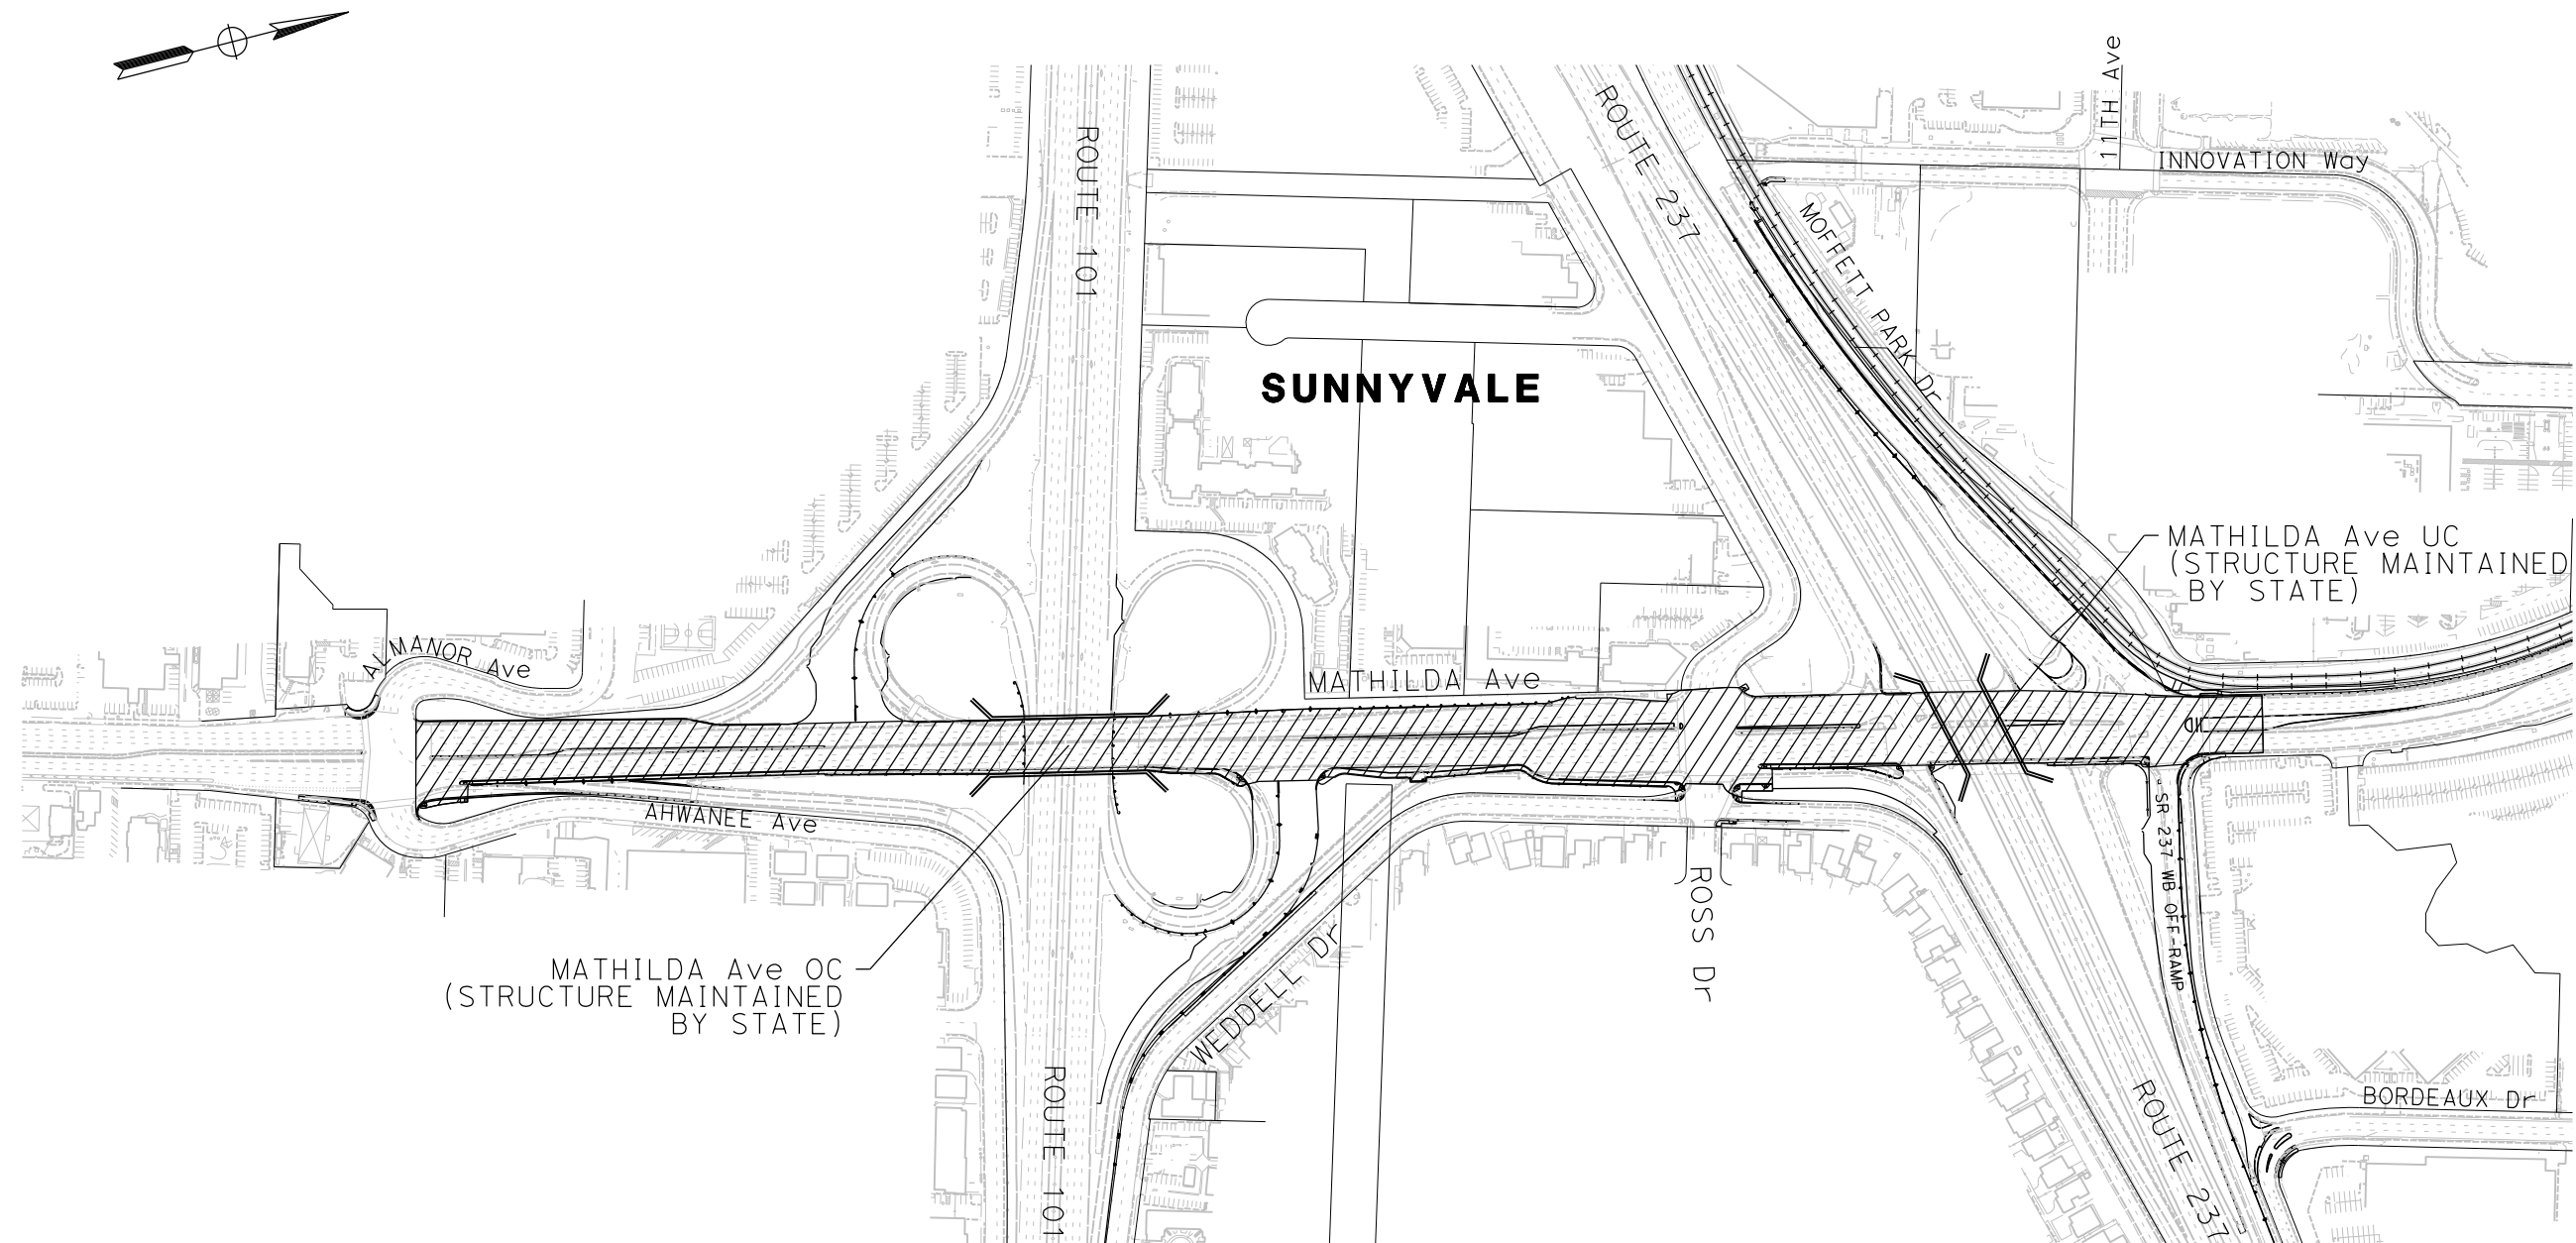 11TH Ave
INNOVATION Way
ROUTE 101
ROUTE 237
MOFFETT PARK Dr
SUNNYVALE
MATHILDA Ave UC
(STRUCTURE MAINTAINED
BY STATE)
ALMANOR Ave
MATHILDA Ave
AHWANEE Ave
SR 237 WB OFF-RAMP
ROSS Dr
MATHILDA Ave OC
(STRUCTURE MAINTAINED
BY STATE)
WEDDELL Dr
ROUTE 101
ROUTE 237
BORDEAUX Dr